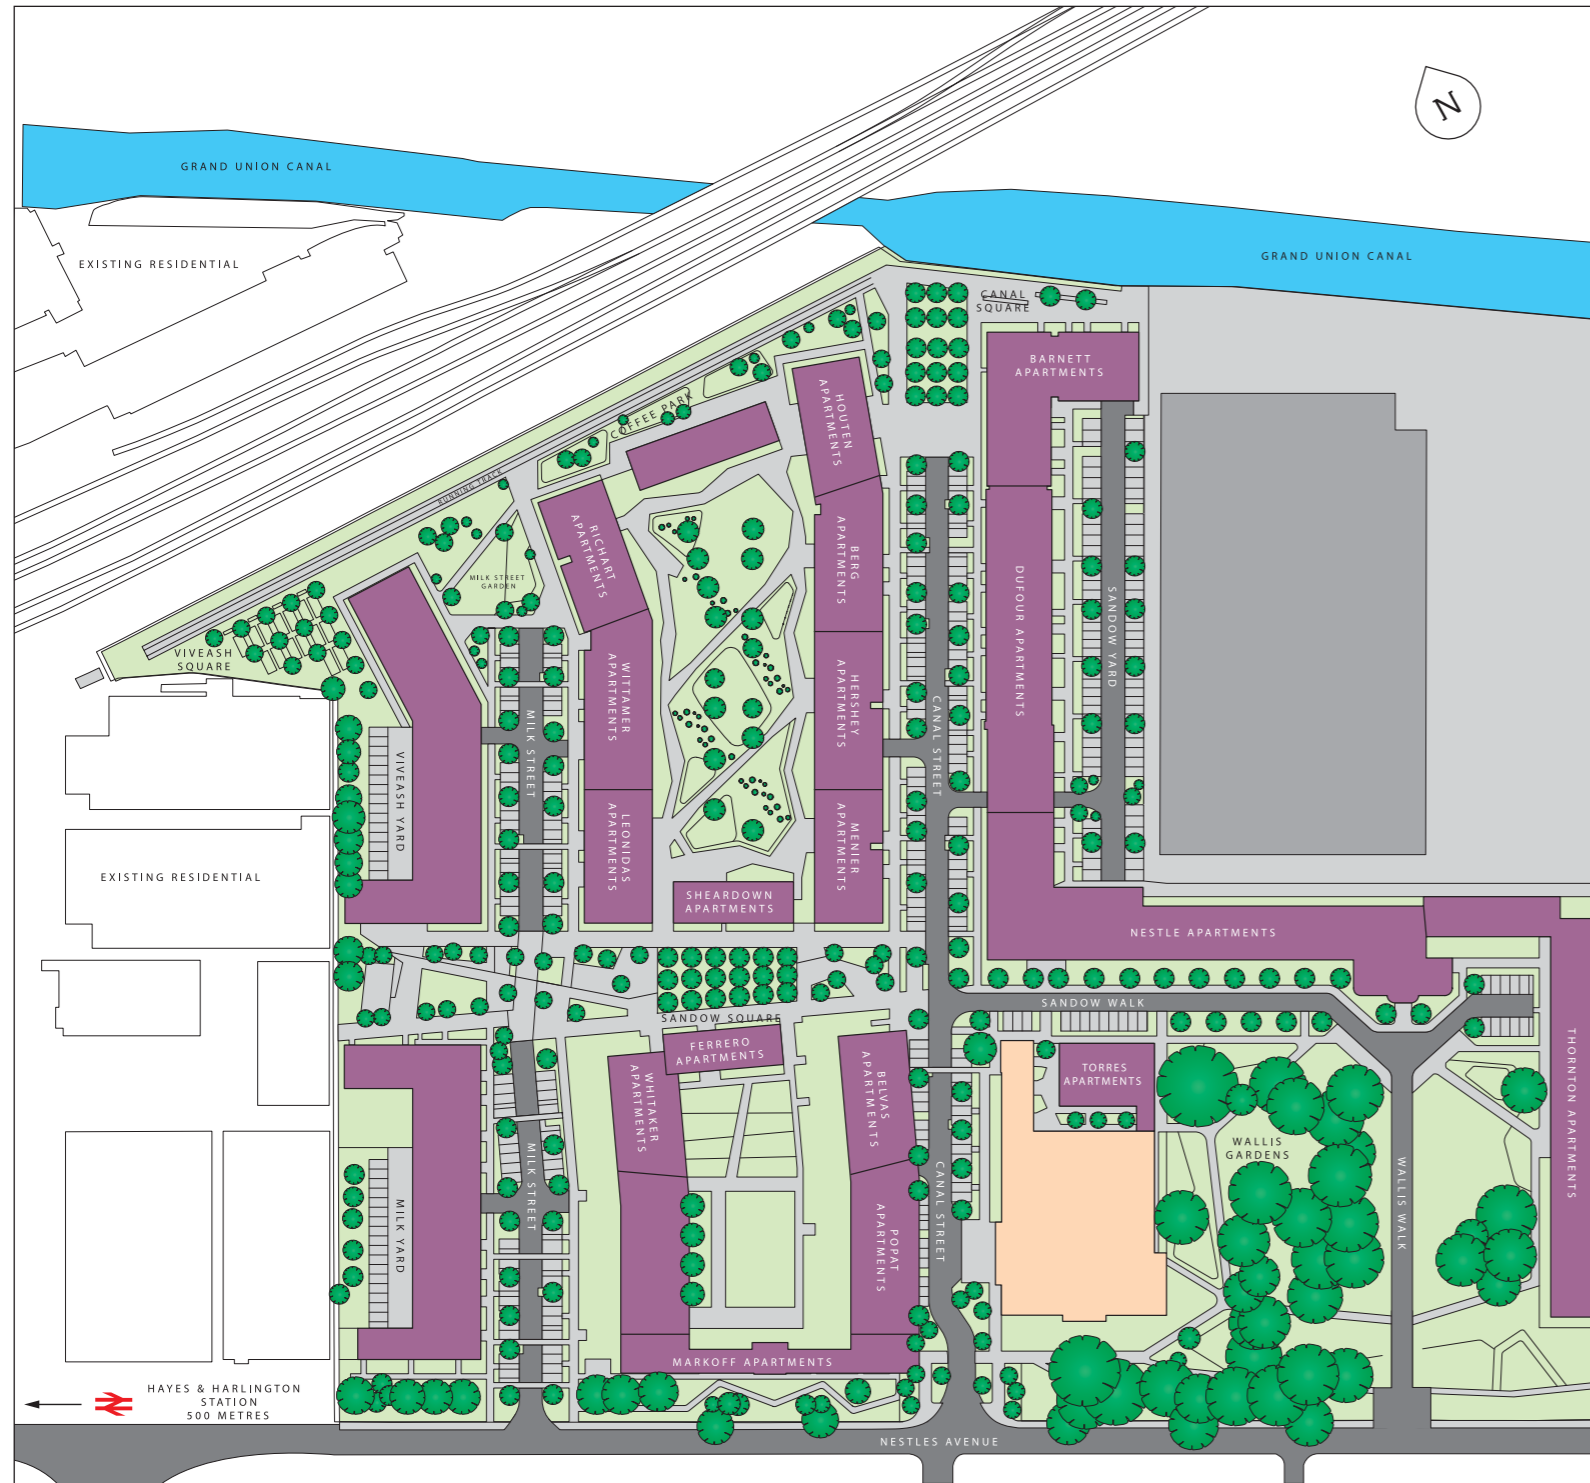 N
GRAND UNION CANAL
GRAND UNION CANAL
EXISTING RESIDENTIAL
CANAL
SQUARE
BARNETT
APARTMENTS
HOUTEN
APARTMENTS
COFFEE PARK
RUNNING TRACK
RICHART
APARTMENTS
MILK STREET
GARDEN
BERG
APARTMENTS
DUFOUR APARTMENTS
SANDOW YARD
VIVEASH
SQUARE
WITTAMER
APARTMENTS
HERSHEY
APARTMENTS
MILK STREET
CANAL STREET
VIVEASH YARD
LEONIDAS
APARTMENTS
MENIER
APARTMENTS
EXISTING RESIDENTIAL
SHEARDOWN
APARTMENTS
NESTLE APARTMENTS
SANDOW WALK
SANDOW SQUARE
FERRERO
APARTMENTS
WHITAKER
APARTMENTS
BELVAS
APARTMENTS
TORRES
APARTMENTS
THORNTON APARTMENTS
WALLIS
GARDENS
MILK STREET
MILK YARD
CANAL STREET
WALLIS WALK
POPAT
APARTMENTS
MARKOFF APARTMENTS
HAYES & HARLINGTON
STATION
500 METRES
NESTLES AVENUE